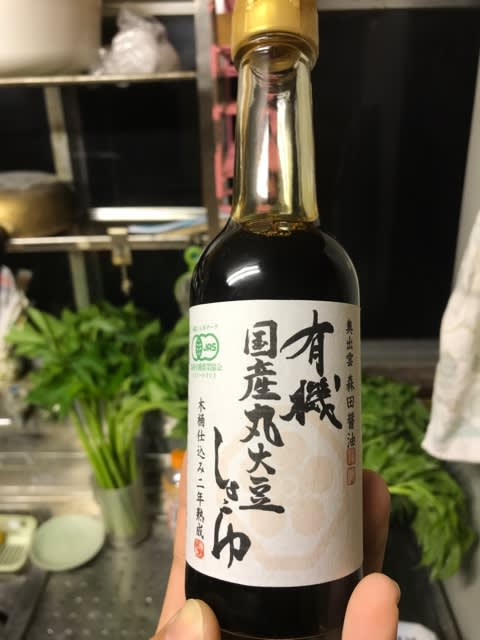 奥出雲 森田醤油
有機
国産丸大豆
しょうゆ
木桶仕込み二年熟成
JAS